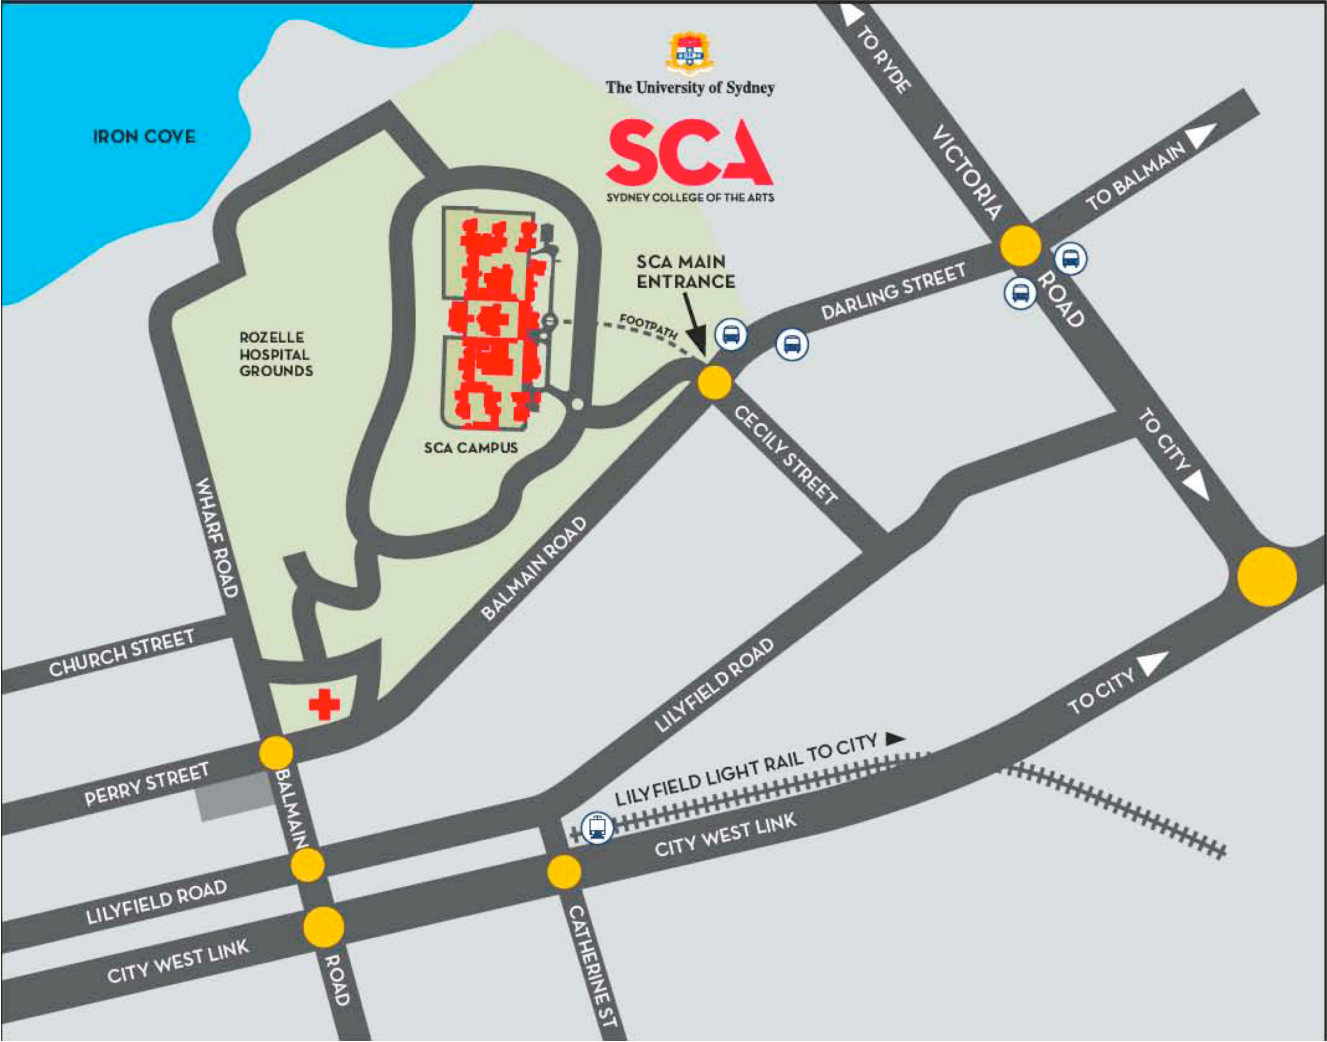 The University of Sydney
SCA
SYDNEY COLLEGE OF THE ARTS
IRON COVE
TO RYDE
VICTORIA
ROAD
TO BALMAIN
SCA MAIN
ENTRANCE
FOOTPATH
DARLING STREET
ROZELLE
HOSPITAL
GROUNDS
SCA CAMPUS
CECILY STREET
TO CITY
WHARF ROAD
BALMAIN ROAD
CHURCH STREET
LILYFIELD ROAD
TO CITY
PERRY STREET
BALMAIN
ROAD
LILYFIELD LIGHT RAIL TO CITY
CITY WEST LINK
LILYFIELD ROAD
CITY WEST LINK
CATHERINE ST